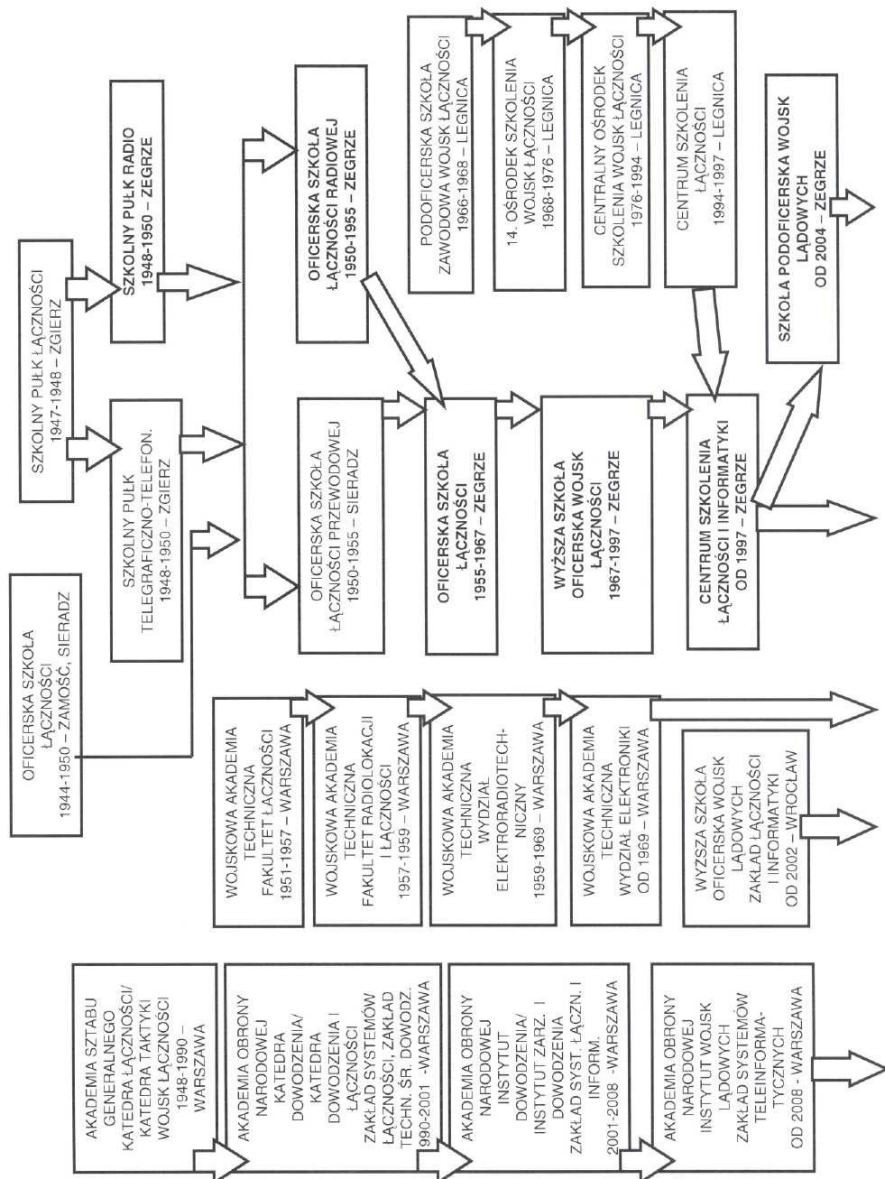 OFICERSKA SZKOŁA
ŁĄCZNOŚCI
1944-1950 – ZAMOŚĆ, SIERADZ
SZKOLNY PUŁK ŁĄCZNOŚCI
1947-1948 – ZGIERZ
SZKOLNY PUŁK
TELEGRAFICZNO-TELEFON.
1948-1950 – ZGIERZ
SZKOLNY PUŁK RADIO
1948-1950 – ZEGRZE
OFICERSKA SZKOŁA
ŁĄCZNOŚCI PRZEWODOWEJ
1950-1955 – SIERADZ
OFICERSKA SZKOŁA
ŁĄCZNOŚCI RADIOWEJ
1950-1955 – ZEGRZE
OFICERSKA SZKOŁA
ŁĄCZNOŚCI
1955-1967 – ZEGRZE
WYŻSZA SZKOŁA
OFICERSKA WOJSK
ŁĄCZNOŚCI
1967-1997 – ZEGRZE
CENTRUM SZKOLENIA
ŁĄCZNOŚCI I INFORMATYKI
OD 1997 – ZEGRZE
PODOFICERSKA SZKOŁA
ZAWODOWA WOJSK ŁĄCZNOŚCI
1966-1968 – LEGNICA
14. OŚRODEK SZKOLENIA
WOJSK ŁĄCZNOŚCI
1968-1976 – LEGNICA
CENTRALNY OŚRODEK
SZKOLENIA WOJSK ŁĄCZNOŚCI
1976-1994 – LEGNICA
CENTRUM SZKOLENIA
ŁĄCZNOŚCI
1994-1997 – LEGNICA
SZKOŁA PODOFICERSKA WOJSK
LĄDOWYCH
OD 2004 – ZEGRZE
WOJSKOWA AKADEMIA
TECHNICZNA
FAKULTET ŁĄCZNOŚCI
1951-1957 – WARSZAWA
WOJSKOWA AKADEMIA
TECHNICZNA
FAKULTET RADIOLOKACJI
I ŁĄCZNOŚCI
1957-1959 – WARSZAWA
WOJSKOWA AKADEMIA
TECHNICZNA
WYDZIAŁ
ELEKTRORADIOTECH-
NICZNY
1959-1969 – WARSZAWA
WOJSKOWA AKADEMIA
TECHNICZNA
WYDZIAŁ ELEKTRONIKI
OD 1969 – WARSZAWA
WYŻSZA SZKOŁA
OFICERSKA WOJSK
LĄDOWYCH
ZAKŁAD ŁĄCZNOŚCI
I INFORMATYKI
OD 2002 – WROCŁAW
AKADEMIA SZTABU
GENERALNEGO
KATEDRA ŁĄCZNOŚCI/
KATEDRA TAKTYKI
WOJSK ŁĄCZNOŚCI
1948-1990 –
WARSZAWA
AKADEMIA OBRONY
NARODOWEJ
KATEDRA
DOWODZENIA/
KATEDRA
DOWODZENIA I
ŁĄCZNOŚCI
ZAKŁAD SYSTEMÓW
ŁĄCZNOŚCI, ZAKŁAD
TECHN. ŚR. DOWODZ.
990-2001 -WARSZAWA
AKADEMIA OBRONY
NARODOWEJ
INSTYTUT
DOWODZENIA/
INSTYTUT ZARZ. I
DOWODZENIA
ZAKŁAD SYST. ŁĄCZN. I
INFORM.
2001-2008 -WARSZAWA
AKADEMIA OBRONY
NARODOWEJ
INSTYTUT WOJSK
LĄDOWYCH
ZAKŁAD SYSTEMÓW
TELEINFORMA-
TYCZNYCH
OD 2008 - WARSZAWA